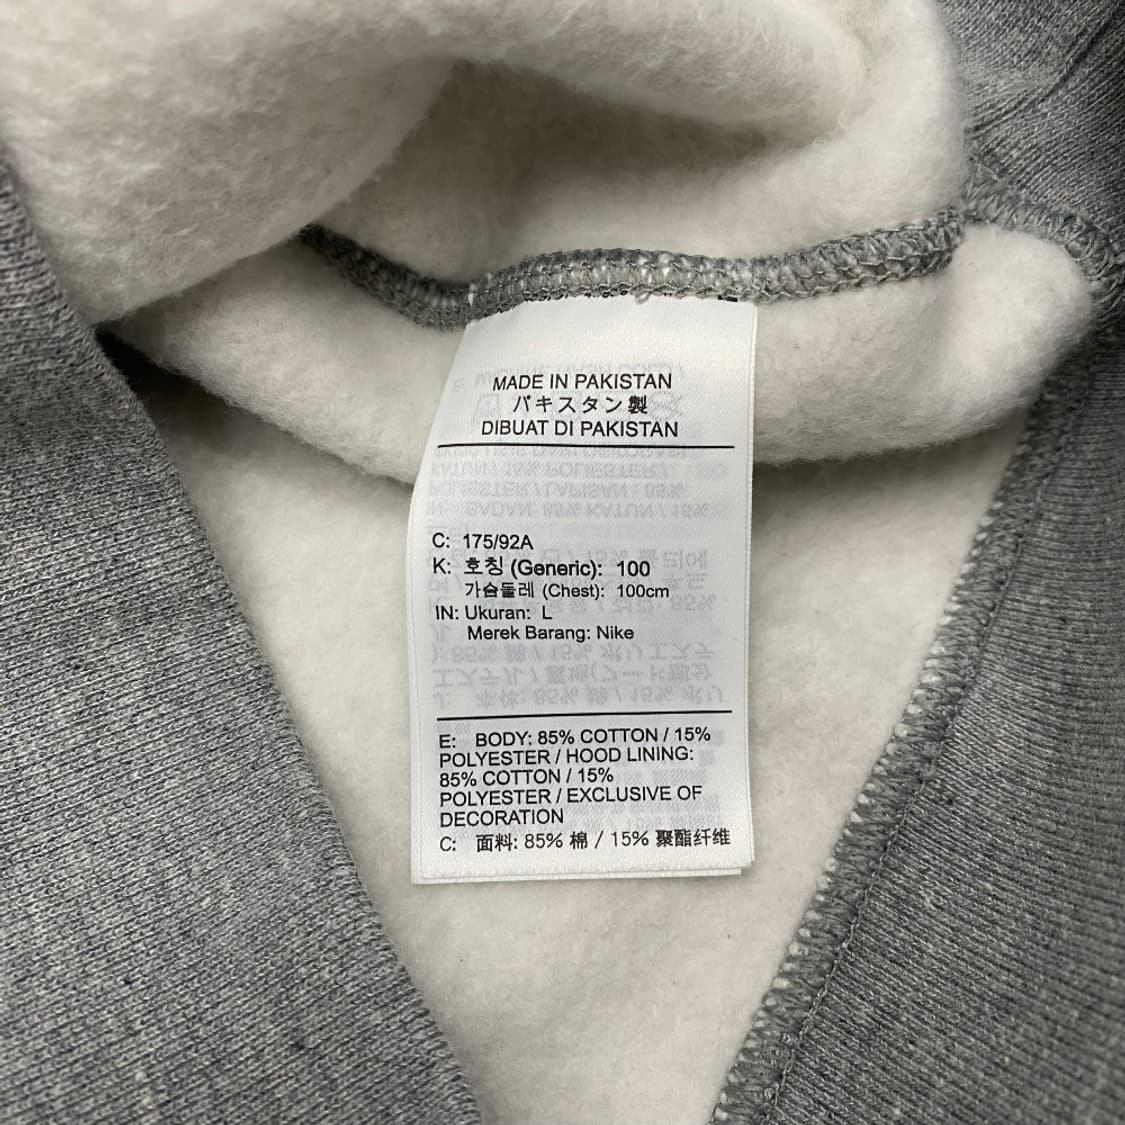 MADE IN PAKISTAN
パキスタン製
DIBUAT DI PAKISTAN
C: 175/92A
K: 호칭 (Generic): 100
가슴둘레 (Chest): 100cm
IN: Ukuran: L
Merek Barang: Nike
E: BODY: 85% COTTON / 15%
POLYESTER / HOOD LINING:
85% COTTON / 15%
POLYESTER / EXCLUSIVE OF
DECORATION
C: 面料: 85% 棉 / 15% 聚酯纤维